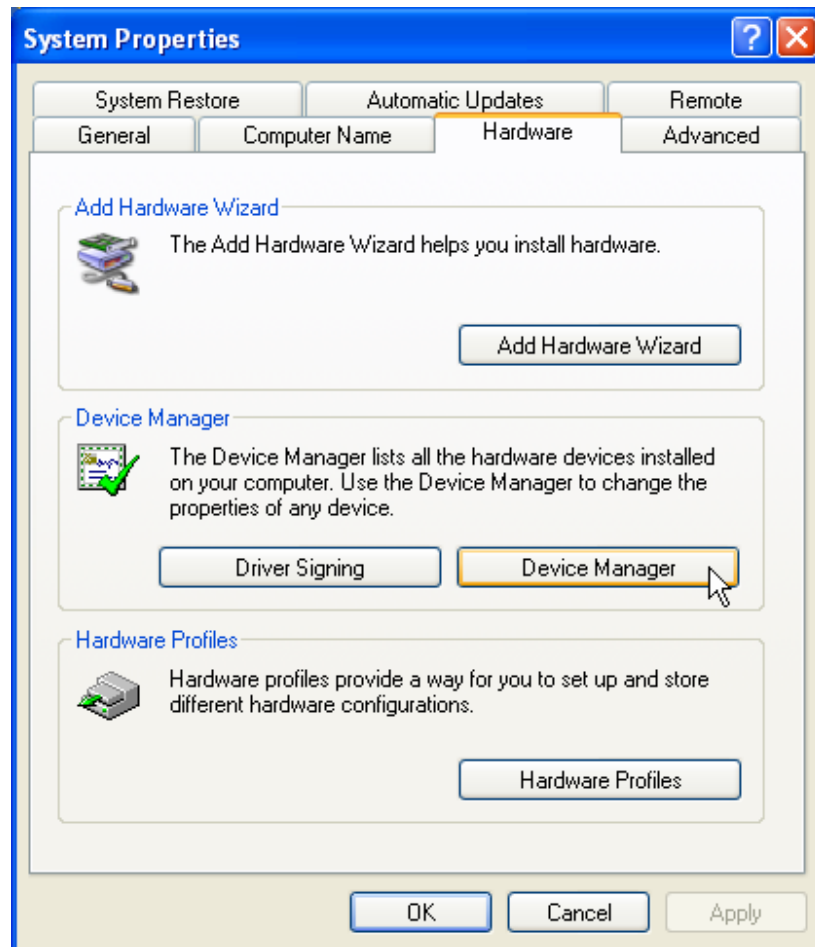 System Properties
System Restore Automatic Updates Remote
General Computer Name Hardware Advanced
Add Hardware Wizard
The Add Hardware Wizard helps you install hardware.
Add Hardware Wizard
Device Manager
The Device Manager lists all the hardware devices installed
on your computer. Use the Device Manager to change the
properties of any device.
Driver Signing Device Manager
Hardware Profiles
Hardware profiles provide a way for you to set up and store
different hardware configurations.
Hardware Profiles
OK Cancel Apply